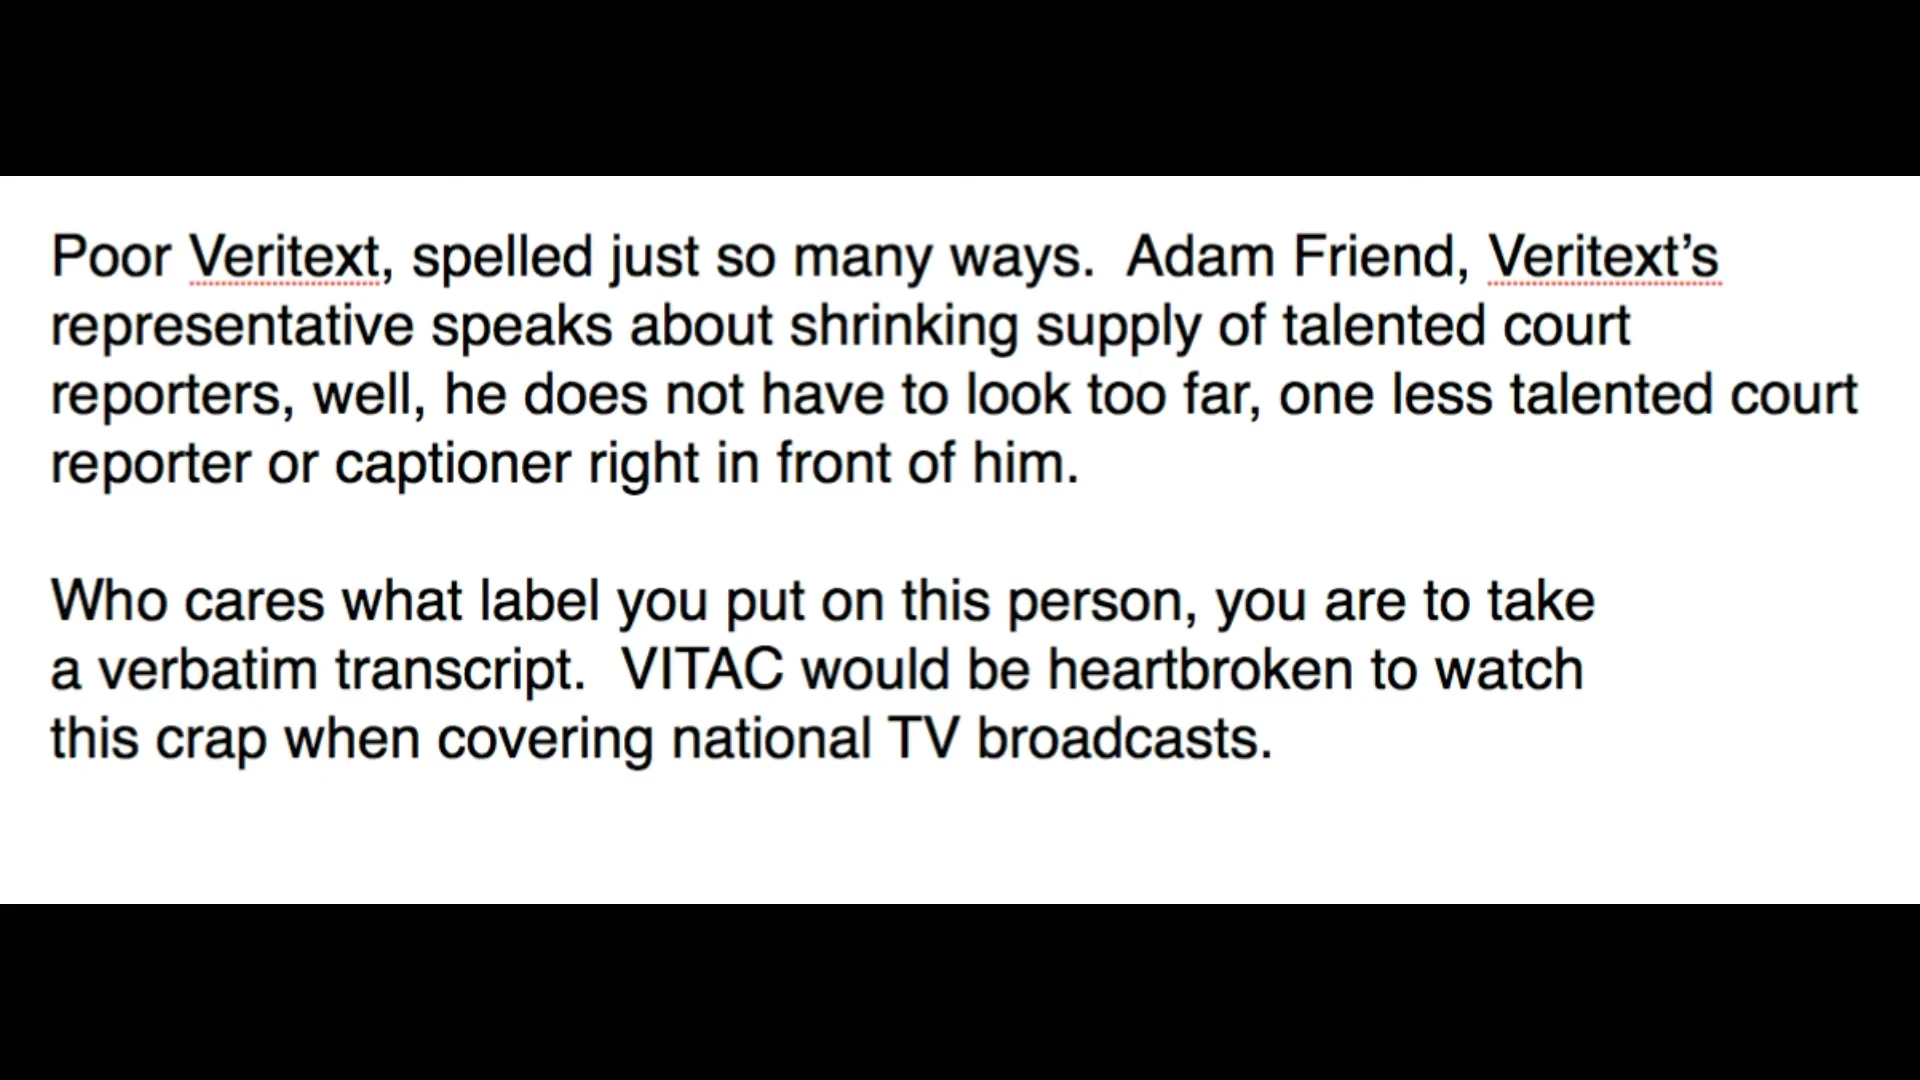 Poor Veritext, spelled just so many ways.  Adam Friend, Veritext’s
representative speaks about shrinking supply of talented court
reporters, well, he does not have to look too far, one less talented court
reporter or captioner right in front of him.
Who cares what label you put on this person, you are to take
a verbatim transcript.  VITAC would be heartbroken to watch
this crap when covering national TV broadcasts.